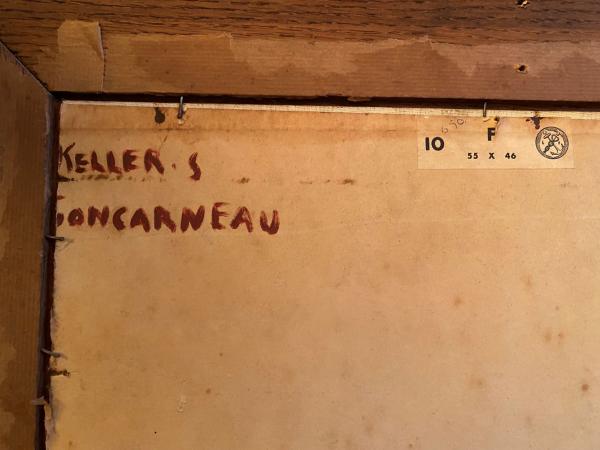 KELLER. S
CONCARNEAU
10 F
55 X 46